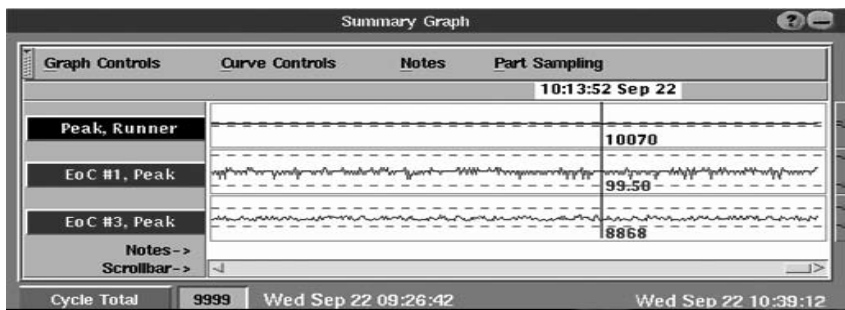 Summary Graph
?
Graph Controls Curve Controls Notes Part Sampling
10:13:52 Sep 22
Peak, Runner
10070
EoC #1, Peak
99.50
EoC #3, Peak
8868
Notes->
Scrollbar->
Cycle Total 9999 Wed Sep 22 09:26:42 Wed Sep 22 10:39:12